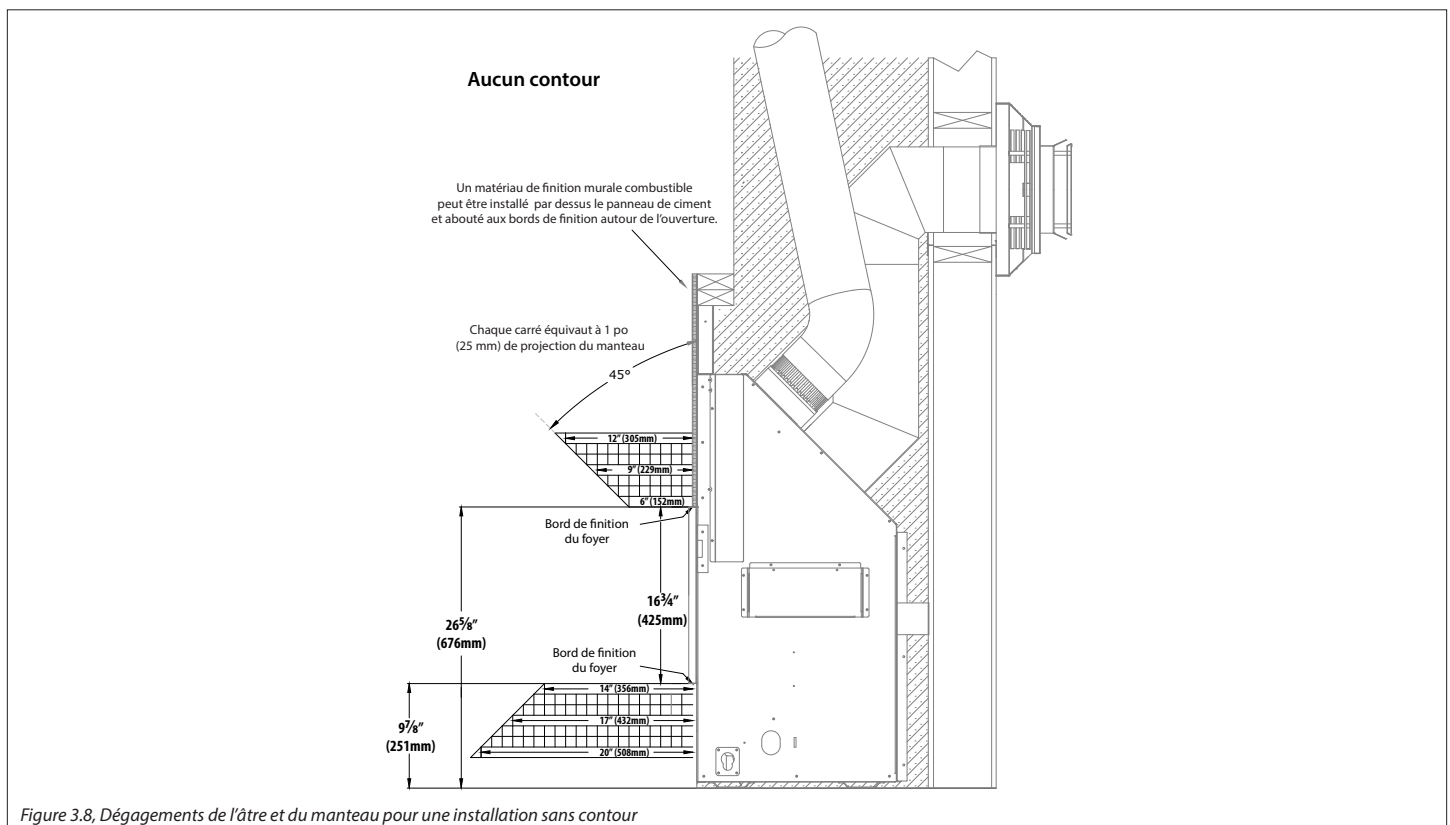 Aucun contour
Un matériau de finition murale combustible
peut être installé par dessus le panneau de ciment
et abouté aux bords de finition autour de l'ouverture.
Chaque carré équivaut à 1 po
(25 mm) de projection du manteau
45°
12" (305mm)
9" (229mm)
6" (152mm)
Bord de finition
du foyer
16¾"
(425mm)
26⅝"
(676mm)
Bord de finition
du foyer
14" (356mm)
17" (432mm)
20" (508mm)
9⅞"
(251mm)
Figure 3.8, Dégagements de l'âtre et du manteau pour une installation sans contour